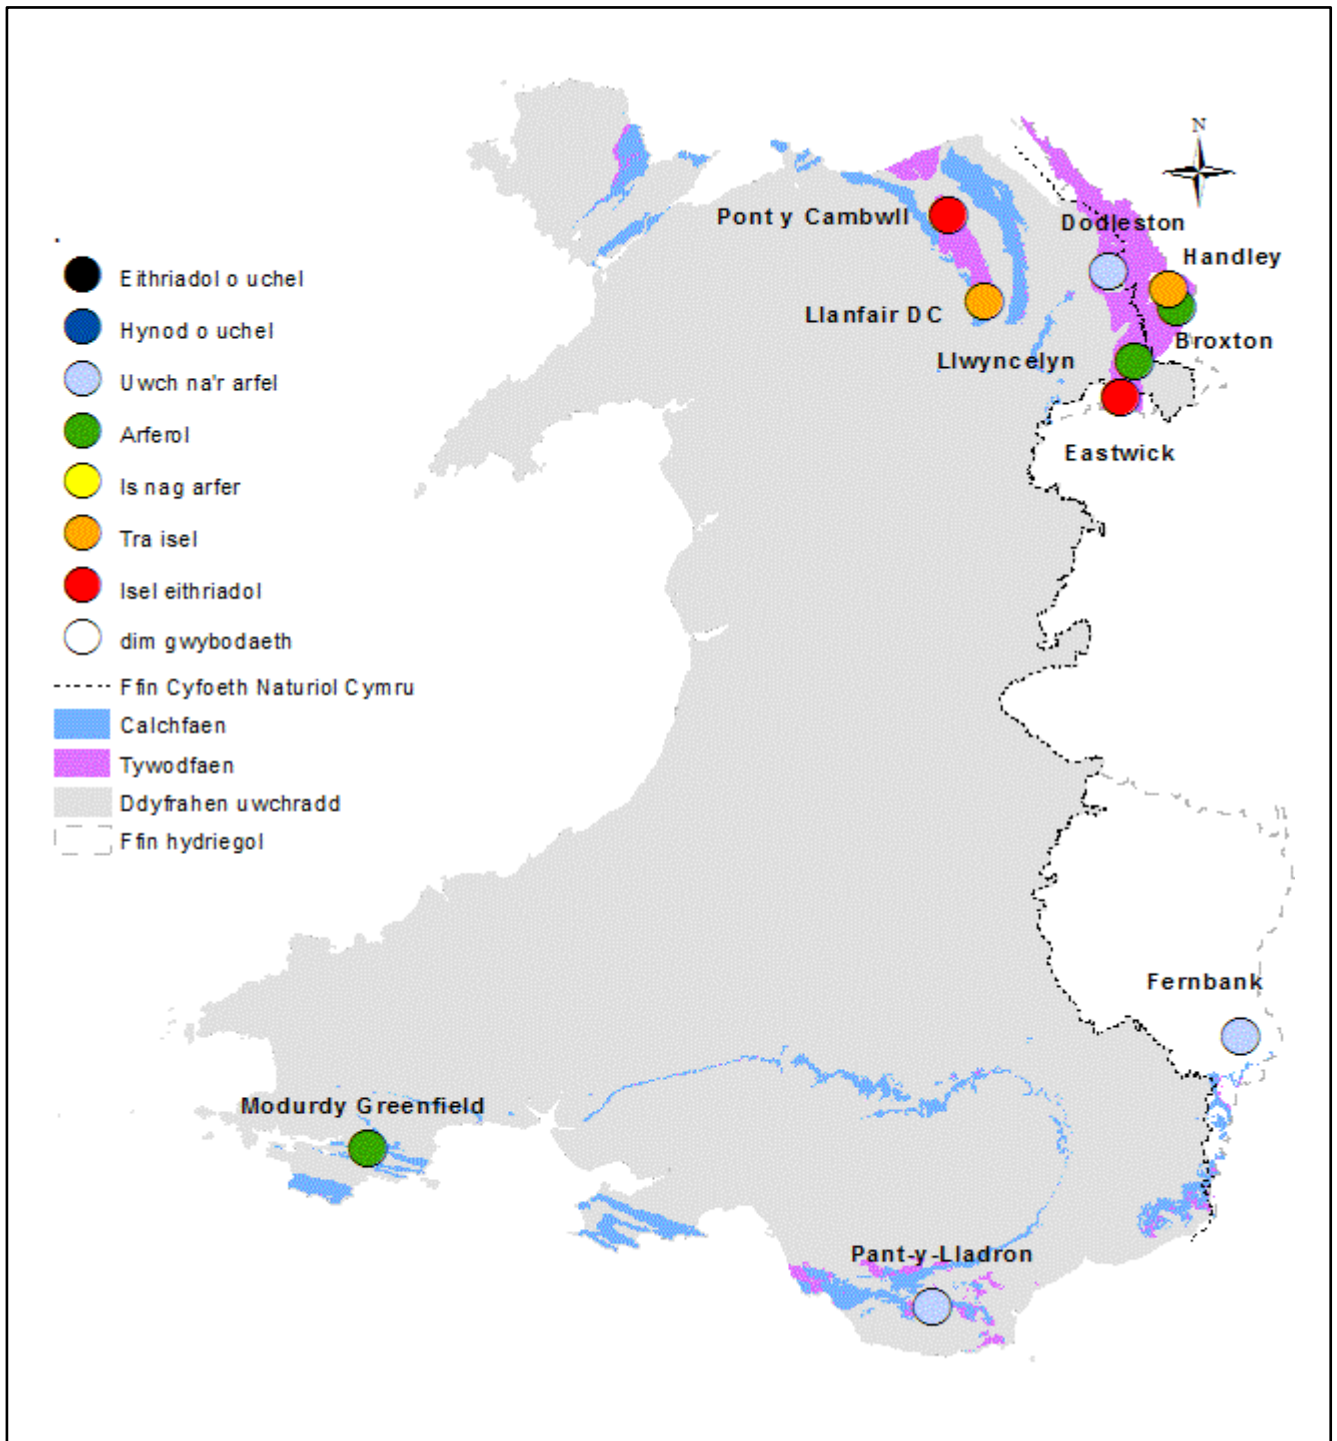 N
Pont y Cambwll
Dodleston
Handley
Llanfair DC
Broxton
Llwyncelyn
Eastwick
Eithriadol o uchel
Hynod o uchel
Uwch na'r arfel
Arferol
Is nag arfer
Tra isel
Isel eithriadol
dim gwybodaeth
Ffin Cyfoeth Naturiol Cymru
Calchfaen
Tywodfaen
Ddyfrahen uwchradd
Ffin hydriegol
Fernbank
Modurdy Greenfield
Pant-y-Lladron